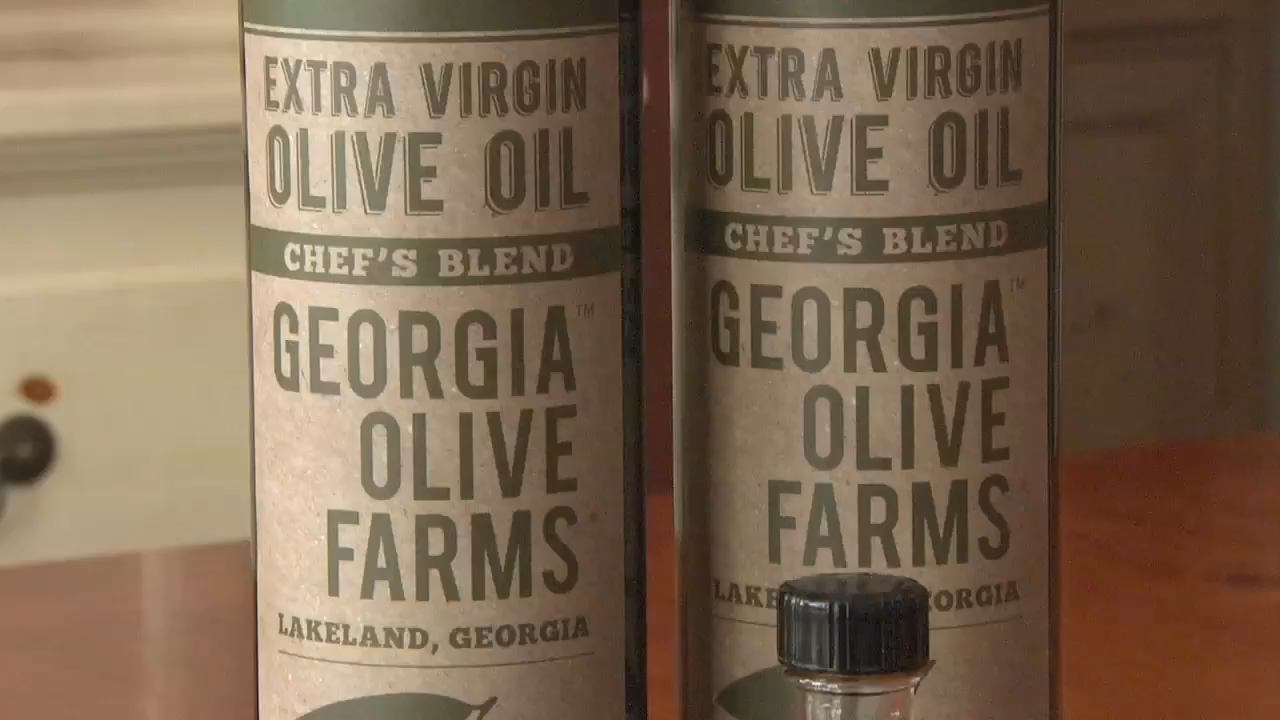 EXTRA VIRGIN
OLIVE OIL
CHEF'S BLEND
GEORGIA™
OLIVE
FARMS
LAKELAND, GEORGIA
EXTRA VIRGIN
OLIVE OIL
CHEF'S BLEND
GEORGIA™
OLIVE
FARMS